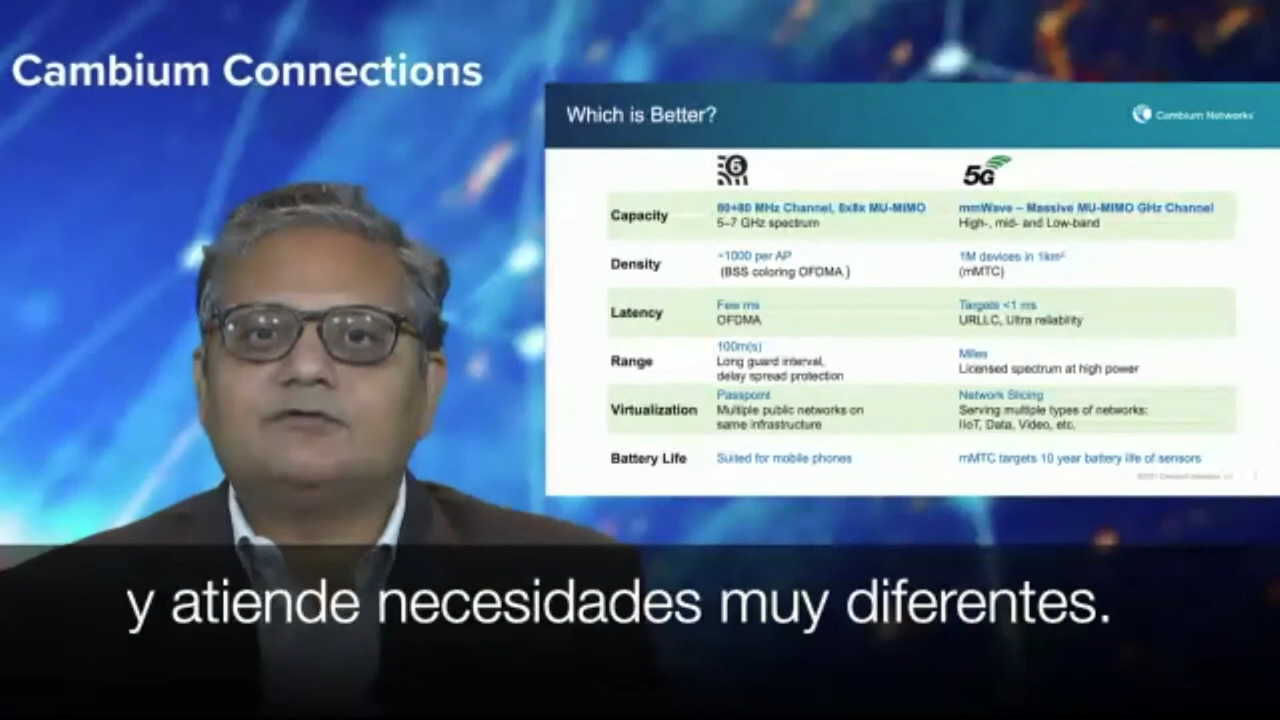 Cambium Connections
Which is Better?
Cambium Networks
6
5G
Capacity
80+80 MHz Channel, 8x8x MU-MIMO
5–7 GHz spectrum
mmWave – Massive MU-MIMO GHz Channel
High-, mid- and Low-band
Density
~1000 per AP
(BSS coloring OFDMA )
1M devices in 1km²
(mMTC)
Latency
Few ms
OFDMA
Targets <1 ms
URLLC, Ultra reliability
Range
100m(s)
Long guard interval,
delay spread protection
Miles
Licensed spectrum at high power
Virtualization
Passpoint
Multiple public networks on
same infrastructure
Network Slicing
Serving multiple types of networks:
IIoT, Data, Video, etc.
Battery Life
Suited for mobile phones
mMTC targets 10 year battery life of sensors
y atiende necesidades muy diferentes.